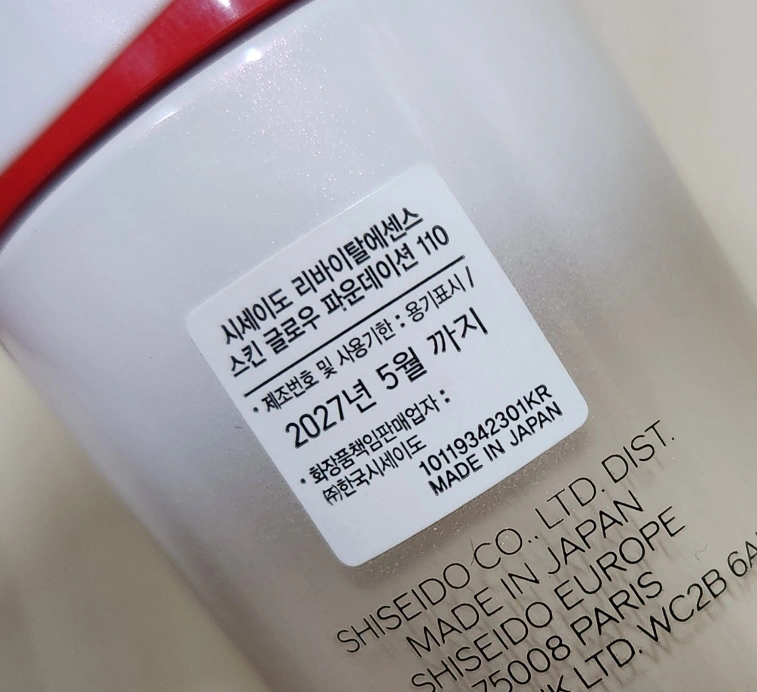 시세이도 리바이탈에센스
스킨 글로우 파운데이션 110
• 제조번호 및 사용기한 : 용기표시 /
2027년 5월 까지
• 화장품책임판매업자 :
㈜한국시세이도
10119342301KR
MADE IN JAPAN
SHISEIDO CO., LTD. DIST.
MADE IN JAPAN
SHISEIDO EUROPE
75008 PARIS
LTD. WC2B